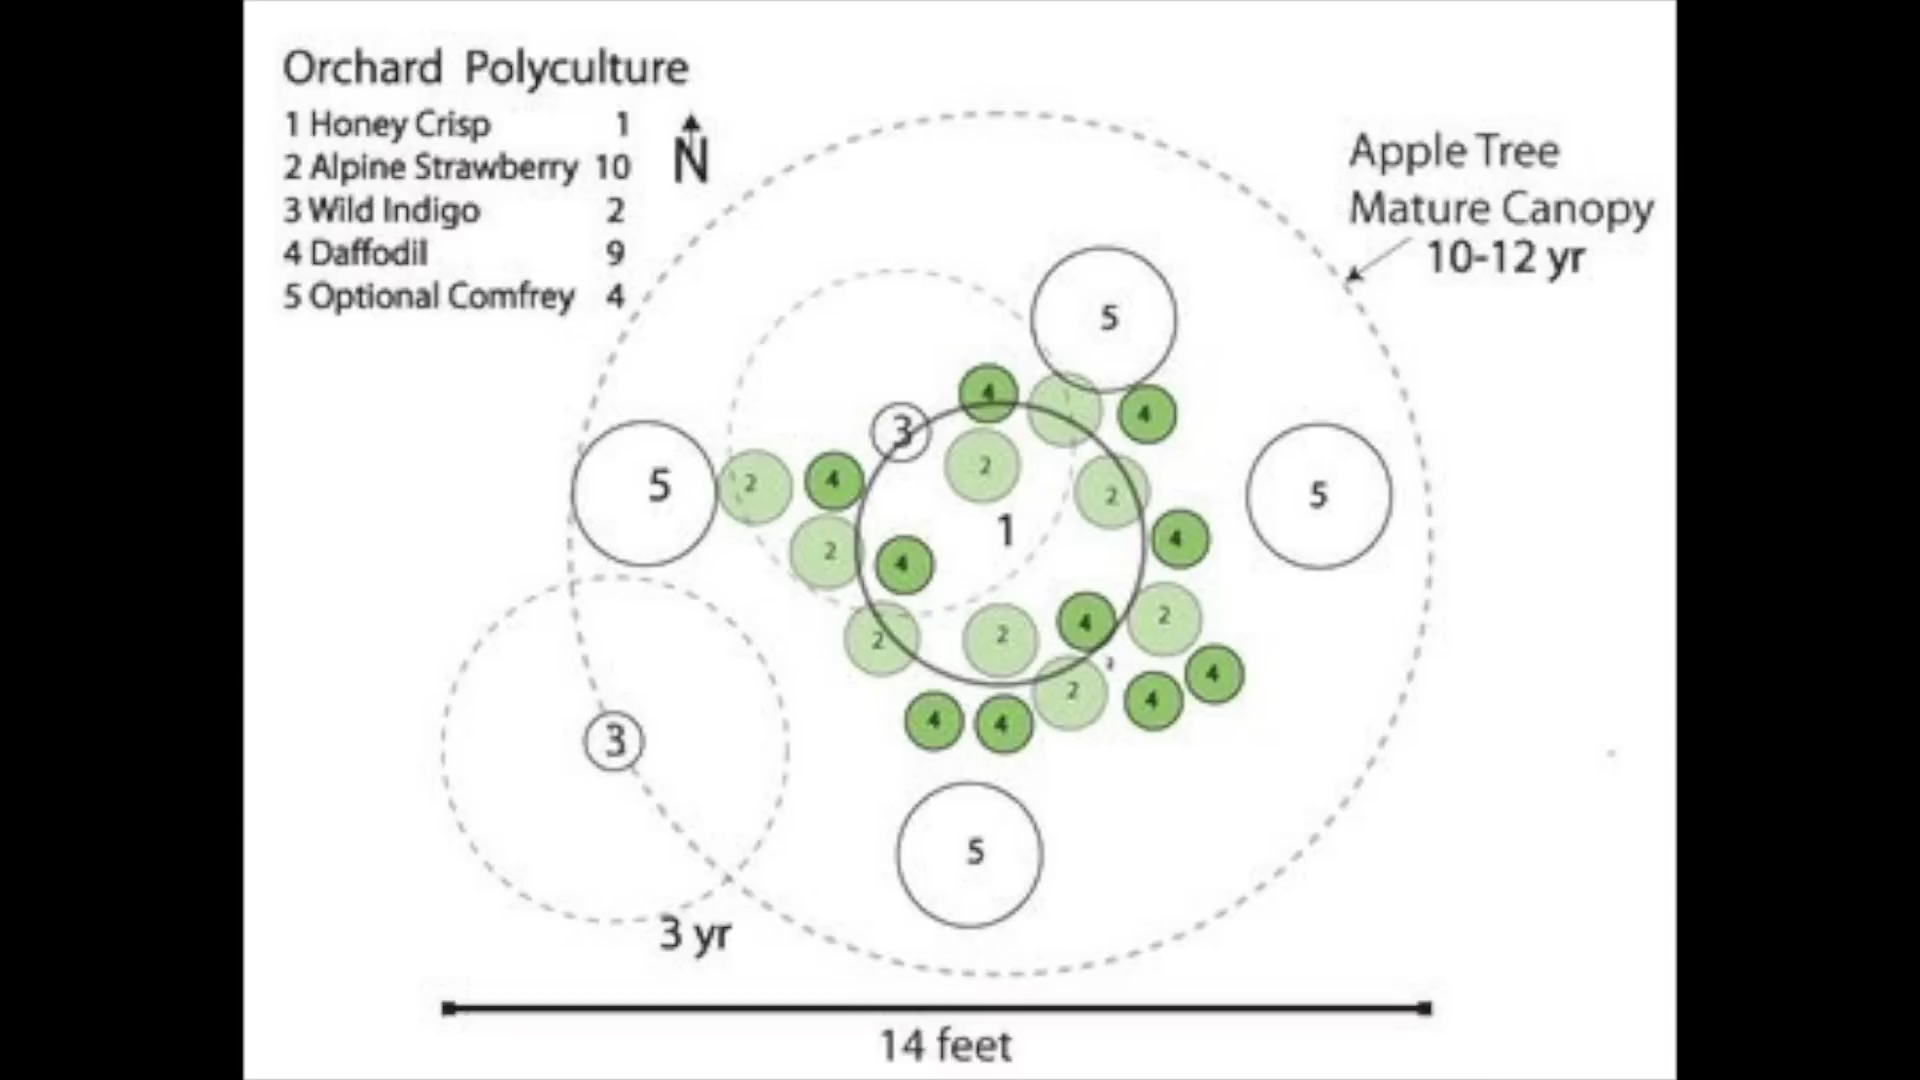 Orchard Polyculture
1 Honey Crisp 1
2 Alpine Strawberry 10
3 Wild Indigo 2
4 Daffodil 9
5 Optional Comfrey 4
N
Apple Tree
Mature Canopy
10-12 yr
5
4
4
3
2
5
2
4
2
5
1
4
2
4
2
4
2
2
4
2
4
2
4
4
4
3
5
3 yr
14 feet